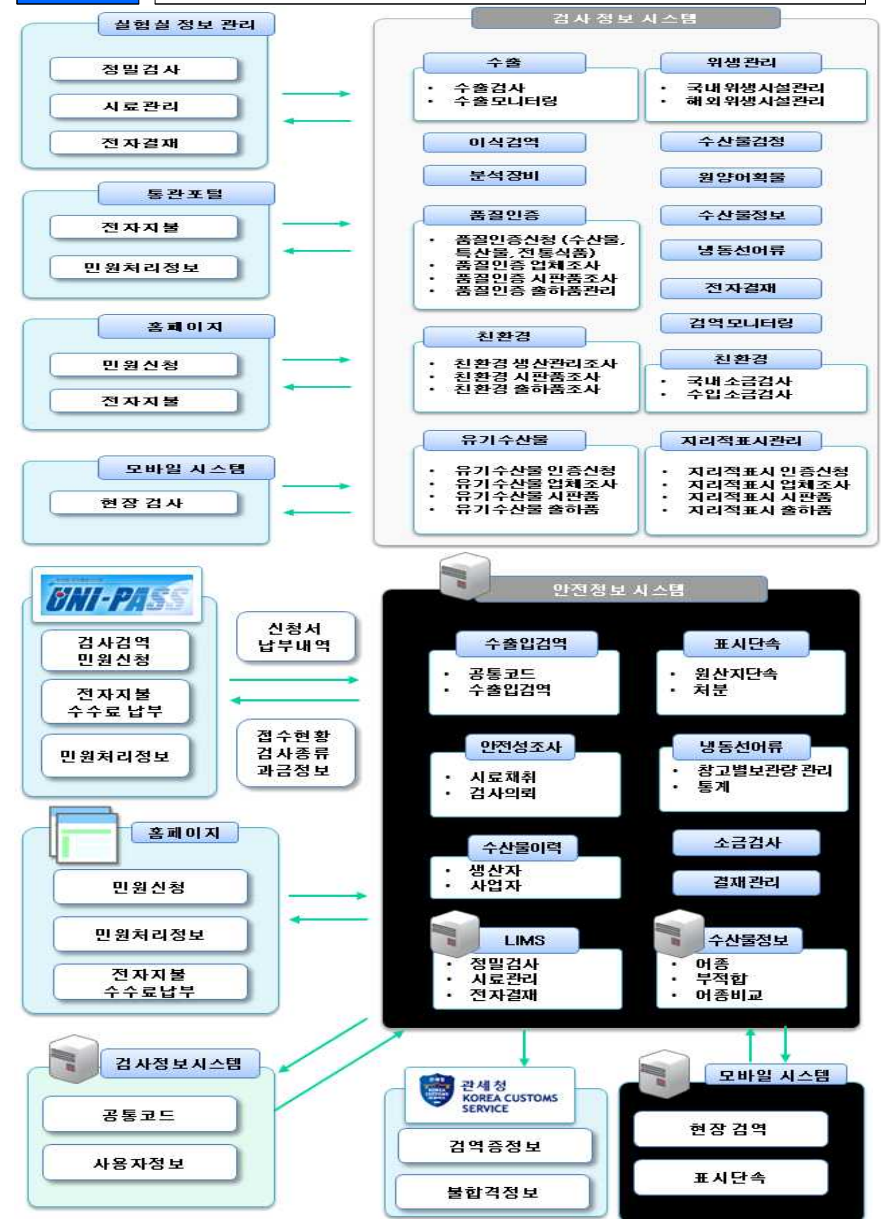 실험실 정보 관리
정밀검사
시료관리
전자결재
통관포털
전자지불
민원처리정보
홈페이지
민원신청
전자지불
모바일 시스템
현장 검사
검사정보 시스템
수출
• 수출검사
• 수출모니터링
위생관리
• 국내위생시설관리
• 해외위생시설관리
이식검역
수산물검정
분석장비
원양어획물
품질인증
• 품질인증신청 (수산물,
특산물, 전통식품)
• 품질인증 업체조사
• 품질인증 시판품조사
• 품질인증 출하품관리
수산물정보
냉동선어류
전자결재
검역모니터링
친환경
• 친환경 생산관리조사
• 친환경 시판품조사
• 친환경 출하품조사
친환경
• 국내소금검사
• 수입소금검사
유기수산물
• 유기수산물 인증신청
• 유기수산물 업체조사
• 유기수산물 시판품
• 유기수산물 출하품
지리적표시관리
• 지리적표시 인증신청
• 지리적표시 업체조사
• 지리적표시 시판품
• 지리적표시 출하품
UNI-PASS
검사검역
민원신청
전자지불
수수료 납부
민원처리정보
신청서
납부내역
접수현황
검사종류
과금정보
홈페이지
민원신청
민원처리정보
전자지불
수수료납부
안전정보 시스템
수출입검역
• 공통코드
• 수출입검역
표시단속
• 원산지단속
• 처분
안전성조사
• 시료채취
• 검사의뢰
냉동선어류
• 창고별보관량 관리
• 통계
수산물이력
• 생산자
• 사업자
소금검사
결재관리
LIMS
• 정밀검사
• 시료관리
• 전자결재
수산물정보
• 어종
• 부적합
• 어종비교
검사정보시스템
공통코드
사용자정보
관세청
KOREA CUSTOMS
SERVICE
검역증정보
불합격정보
모바일 시스템
현장 검역
표시단속